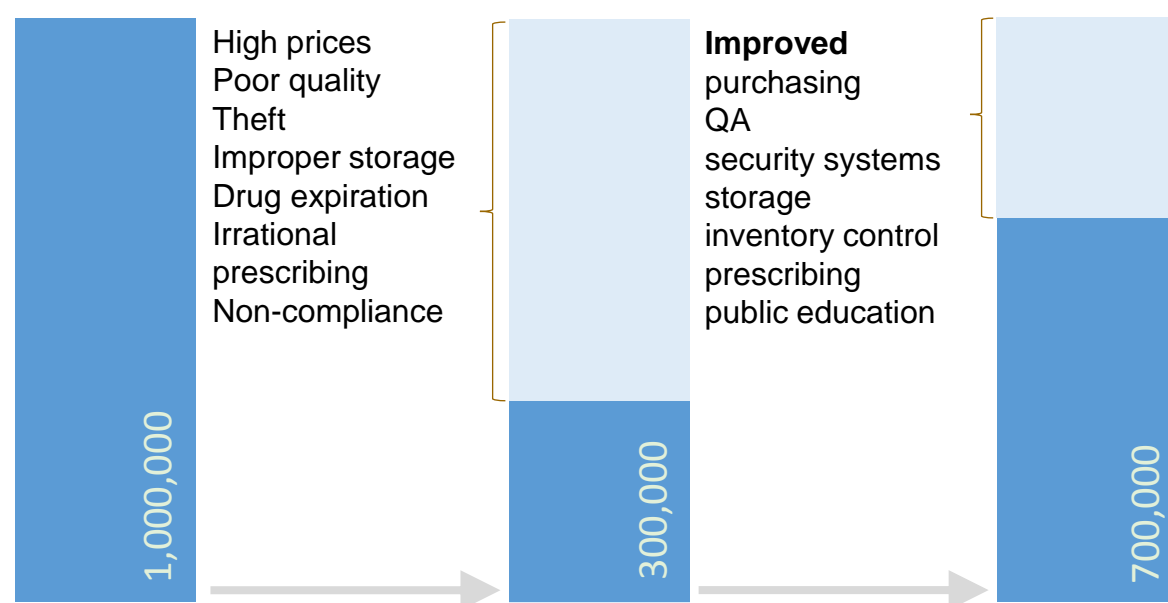 1,000,000
High prices
Poor quality
Theft
Improper storage
Drug expiration
Irrational
prescribing
Non-compliance
300,000
Improved
purchasing
QA
security systems
storage
inventory control
prescribing
public education
700,000